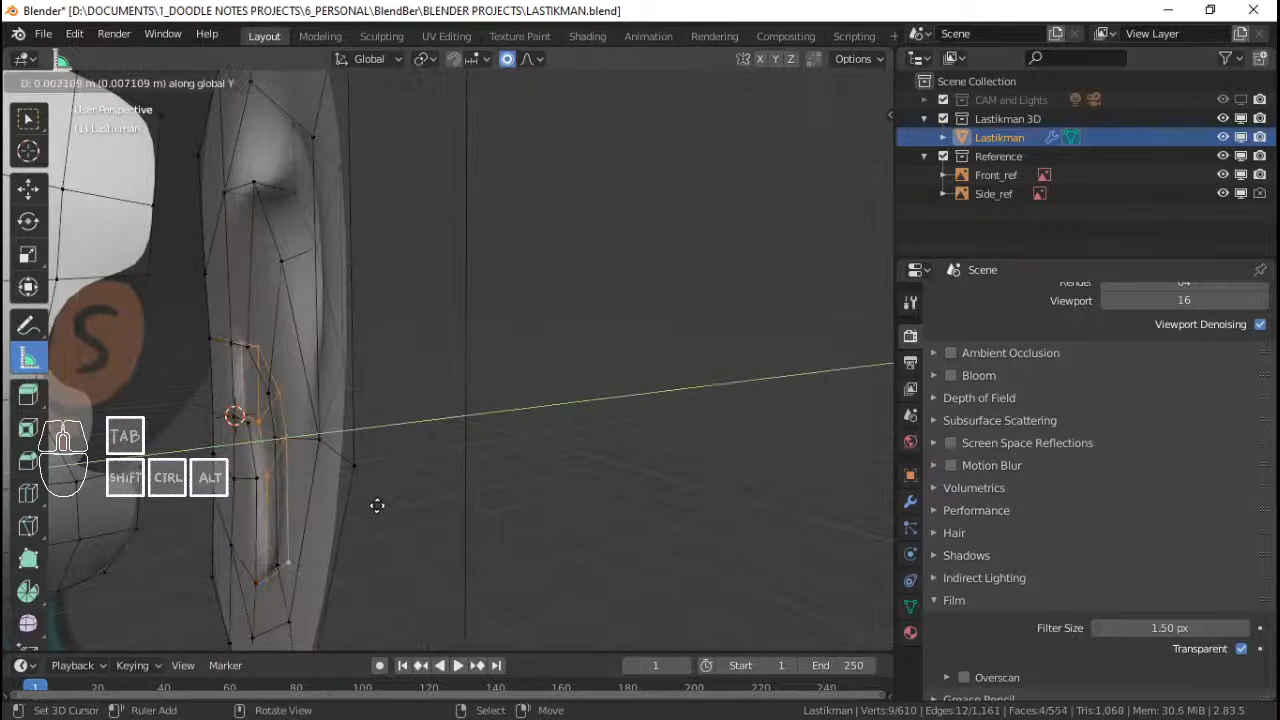 Blender* [D:\DOCUMENTS\1_DOODLE NOTES PROJECTS\6_PERSONAL\BlendBer\BLENDER PROJECTS\LASTIKMAN.blend]
File Edit Render Window Help Layout Modeling Sculpting UV Editing Texture Paint Shading Animation Rendering Compositing Scripting Scene View Layer
Global X Y Z Options
D: 0.002109 m (0.007109 m) along global Y
User Perspective
(1) Lastikman
Scene Collection
CAM and Lights
Lastikman 3D
Lastikman
Reference
Front_ref
Side_ref
S
TAB
SHIFT CTRL ALT
Scene
Render 64
Viewport 16
Viewport Denoising
Ambient Occlusion
Bloom
Depth of Field
Subsurface Scattering
Screen Space Reflections
Motion Blur
Volumetrics
Performance
Hair
Shadows
Indirect Lighting
Film
Filter Size 1.50 px
Transparent
Overscan
Grease Pencil
Playback Keying View Marker 1 Start 1 End 250
1 20 40 60 80 100 120 140 160 180 200 220 240
Set 3D Cursor Ruler Add Rotate View Select Move Lastikman | Verts:9/610 | Edges:12/1,161 | Faces:4/554 | Tris:1,068 | Mem: 30.6 MiB | 2.83.5